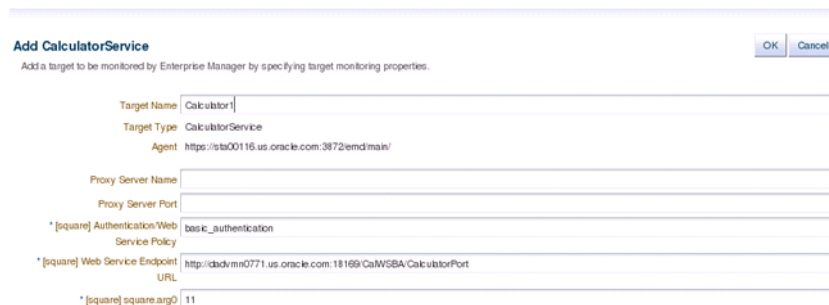 Add CalculatorService
OK Cancel
Add a target to be monitored by Enterprise Manager by specifying target monitoring properties.
Target Name Calculator1
Target Type CalculatorService
Agent https://sta00116.us.oracle.com:3872/emd/main/
Proxy Server Name
Proxy Server Port
* [square] Authentication/Web basic_authentication
Service Policy
* [square] Web Service Endpoint http://dadvmn0771.us.oracle.com:18169/CalWSBA/CalculatorPort
URL
* [square] square.arg0 11